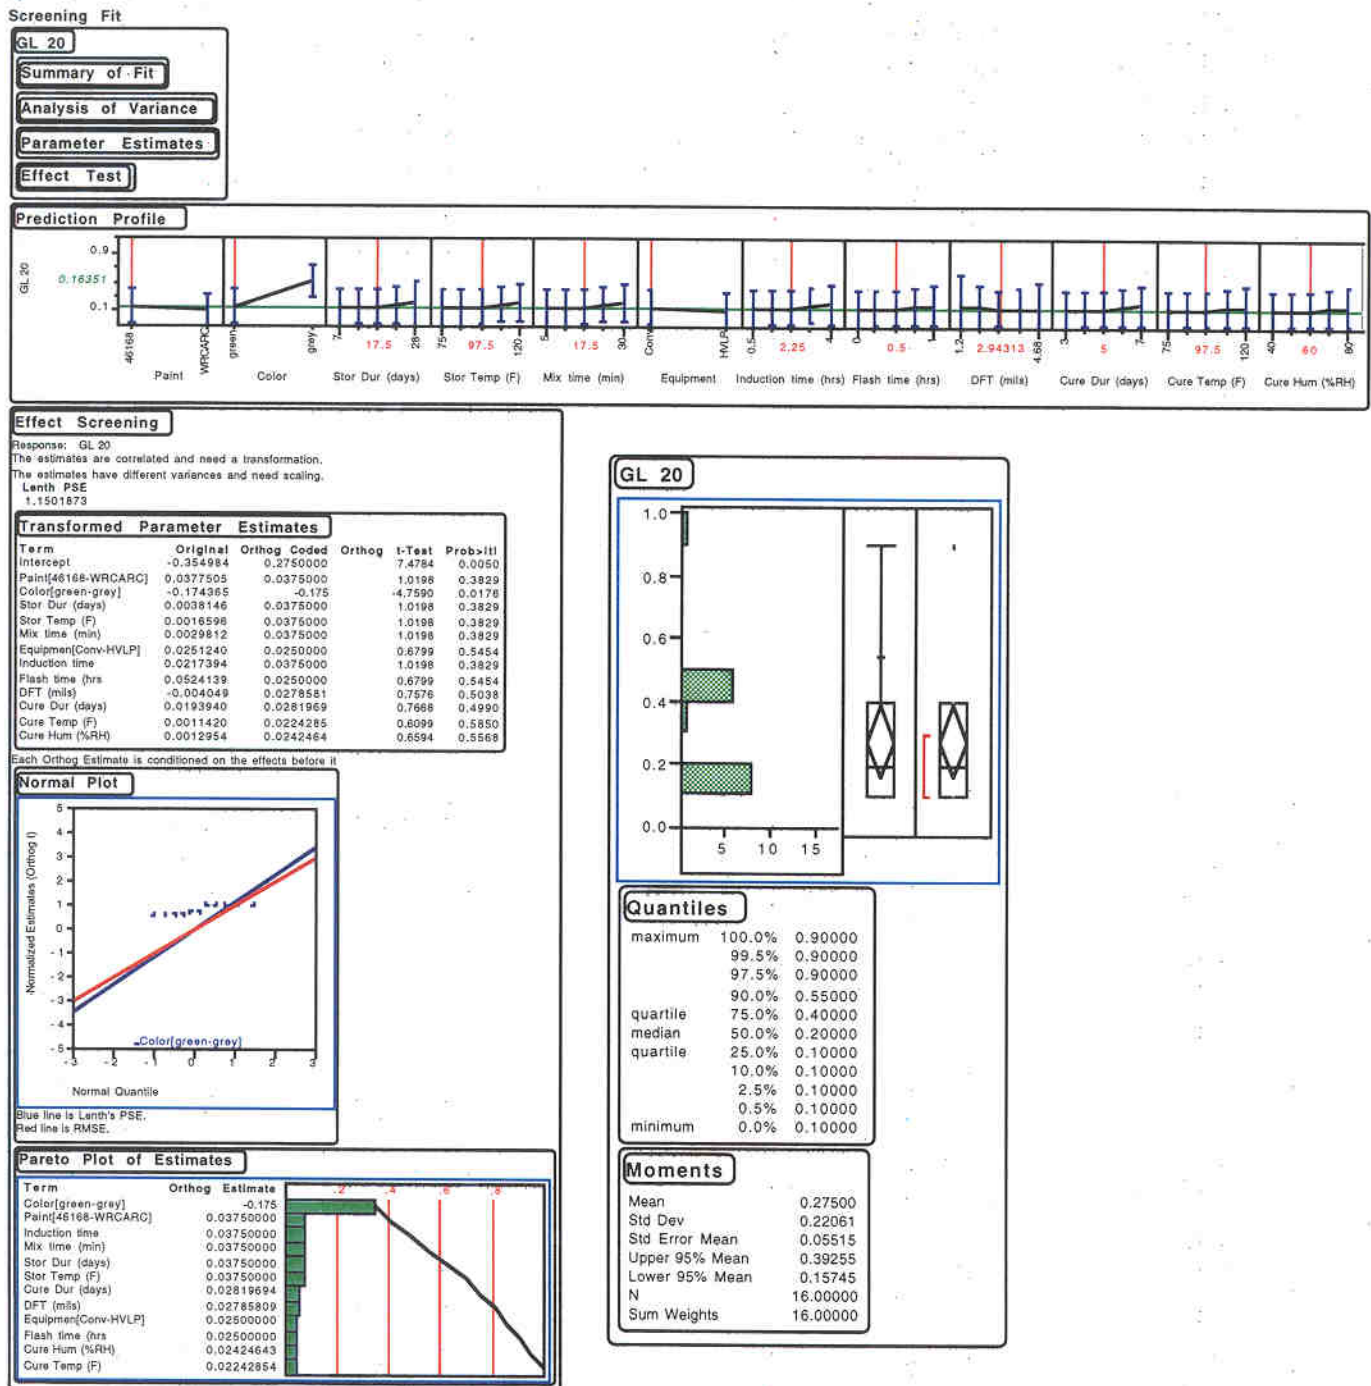 Screening Fit
GL 20
Summary of Fit
Analysis of Variance
Parameter Estimates
Effect Test
Prediction Profile
GL 20
0.9
0.16351
0.1
46168 WRCARC green grey 7 17.5 28 75 97.5 120 5 17.5 30 Conv HVLP 0.5 2.25 4 0 0.5 1 1.2 2.94313 4.68 3 5 7 75 97.5 120 40 60 80
Paint Color Stor Dur (days) Stor Temp (F) Mix time (min) Equipment Induction time (hrs) Flash time (hrs) DFT (mils) Cure Dur (days) Cure Temp (F) Cure Hum (%RH)
Effect Screening
Response: GL 20
The estimates are correlated and need a transformation.
The estimates have different variances and need scaling.
Lenth PSE
1.1501873
Transformed Parameter Estimates
Term Original Orthog Coded Orthog t-Test Prob>|t|
Intercept -0.354984 0.2750000 7.4784 0.0050
Paint[46168-WRCARC] 0.0377505 0.0375000 1.0198 0.3829
Color[green-grey] -0.174365 -0.175 -4.7590 0.0176
Stor Dur (days) 0.0038146 0.0375000 1.0198 0.3829
Stor Temp (F) 0.0016596 0.0375000 1.0198 0.3829
Mix time (min) 0.0029812 0.0375000 1.0198 0.3829
Equipmen[Conv-HVLP] 0.0251240 0.0250000 0.6799 0.5454
Induction time 0.0217394 0.0375000 1.0198 0.3829
Flash time (hrs 0.0524139 0.0250000 0.6799 0.5454
DFT (mils) -0.004049 0.0278581 0.7576 0.5038
Cure Dur (days) 0.0193940 0.0281969 0.7668 0.4990
Cure Temp (F) 0.0011420 0.0224285 0.6099 0.5850
Cure Hum (%RH) 0.0012954 0.0242464 0.6594 0.5568
Each Orthog Estimate is conditioned on the effects before it
Normal Plot
Normalized Estimates (Orthog t)
5
4
3
2
1
0
-1
-2
-3
-4
-5
Color[green-grey]
-3 -2 -1 0 1 2 3
Normal Quantile
Blue line is Lenth's PSE.
Red line is RMSE.
Pareto Plot of Estimates
Term Orthog Estimate .2 .4 .6 .8
Color[green-grey] -0.175
Paint[46168-WRCARC] 0.03750000
Induction time 0.03750000
Mix time (min) 0.03750000
Stor Dur (days) 0.03750000
Stor Temp (F) 0.03750000
Cure Dur (days) 0.02819694
DFT (mils) 0.02785809
Equipmen[Conv-HVLP] 0.02500000
Flash time (hrs 0.02500000
Cure Hum (%RH) 0.02424643
Cure Temp (F) 0.02242854
GL 20
1.0
0.8
0.6
0.4
0.2
0.0
5 10 15
Quantiles
maximum 100.0% 0.90000
99.5% 0.90000
97.5% 0.90000
90.0% 0.55000
quartile 75.0% 0.40000
median 50.0% 0.20000
quartile 25.0% 0.10000
10.0% 0.10000
2.5% 0.10000
0.5% 0.10000
minimum 0.0% 0.10000
Moments
Mean 0.27500
Std Dev 0.22061
Std Error Mean 0.05515
Upper 95% Mean 0.39255
Lower 95% Mean 0.15745
N 16.00000
Sum Weights 16.00000